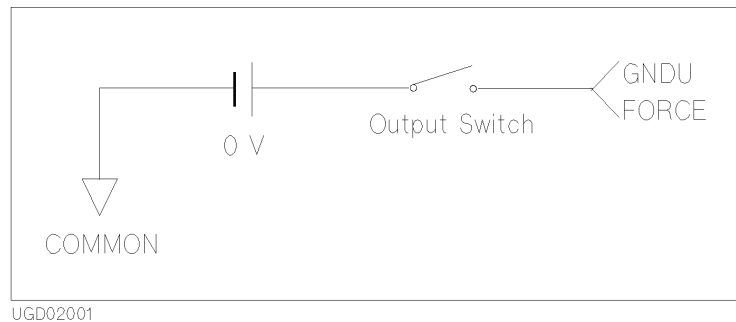 GNDU
FORCE
Output Switch
0 V
COMMON
UGD02001